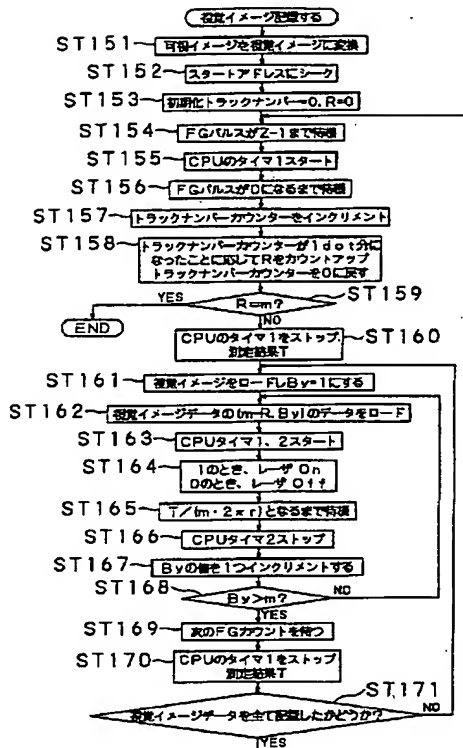 視覚イメージ記憶する
ST151 可視イメージを視覚イメージに変換
ST152 スタートアドレスにシーク
ST153 初期化トラックナンバー=0, R=0
ST154 FGパルスがZ-1まで待機
ST155 CPUのタイマ1スタート
ST156 FGパルスが0になるまで待機
ST157 トラックナンバーカウンターをインクリメント
ST158 トラックナンバーカウンターが1dot分に
なったことに応じてRをカウントアップ
トラックナンバーカウンターを0に戻す
YES R=m? ST159
END NO
CPUのタイマ1をストップ ST160
測定結果T
ST161 視覚イメージをロードしBy=1にする
ST162 視覚イメージデータの(m-R, By)のデータをロード
ST163 CPUタイマ1、2スタート
ST164 1のとき、レーザ On
0のとき、レーザ Off
ST165 T/(m・2πr)となるまで待機
ST166 CPUタイマ2ストップ
ST167 Byの値を1つインクリメントする
ST168 By>m? NO
YES
ST169 次のFGカウントを待つ
ST170 CPUのタイマ1をストップ
測定結果T
ST171
視覚イメージデータを全て記録したかどうか? NO
YES